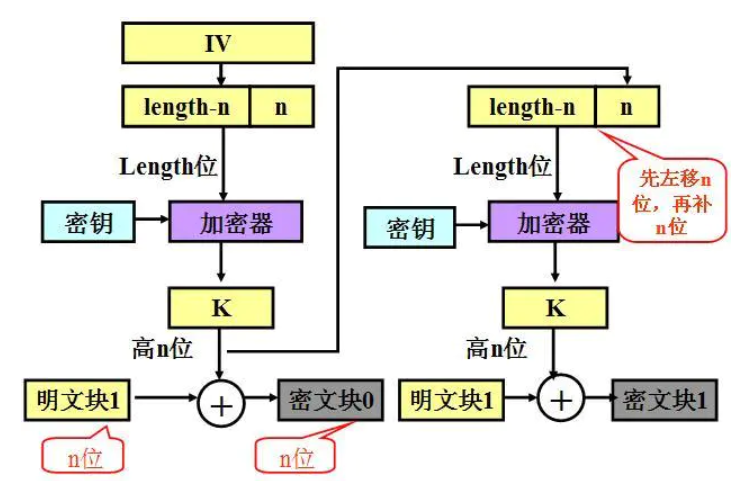 IV
length-n
n
Length位
密钥
加密器
K
高n位
明文块1
+
密文块0
n位
n位
length-n
n
先左移n
位，再补
n位
Length位
密钥
加密器
K
高n位
明文块1
+
密文块1